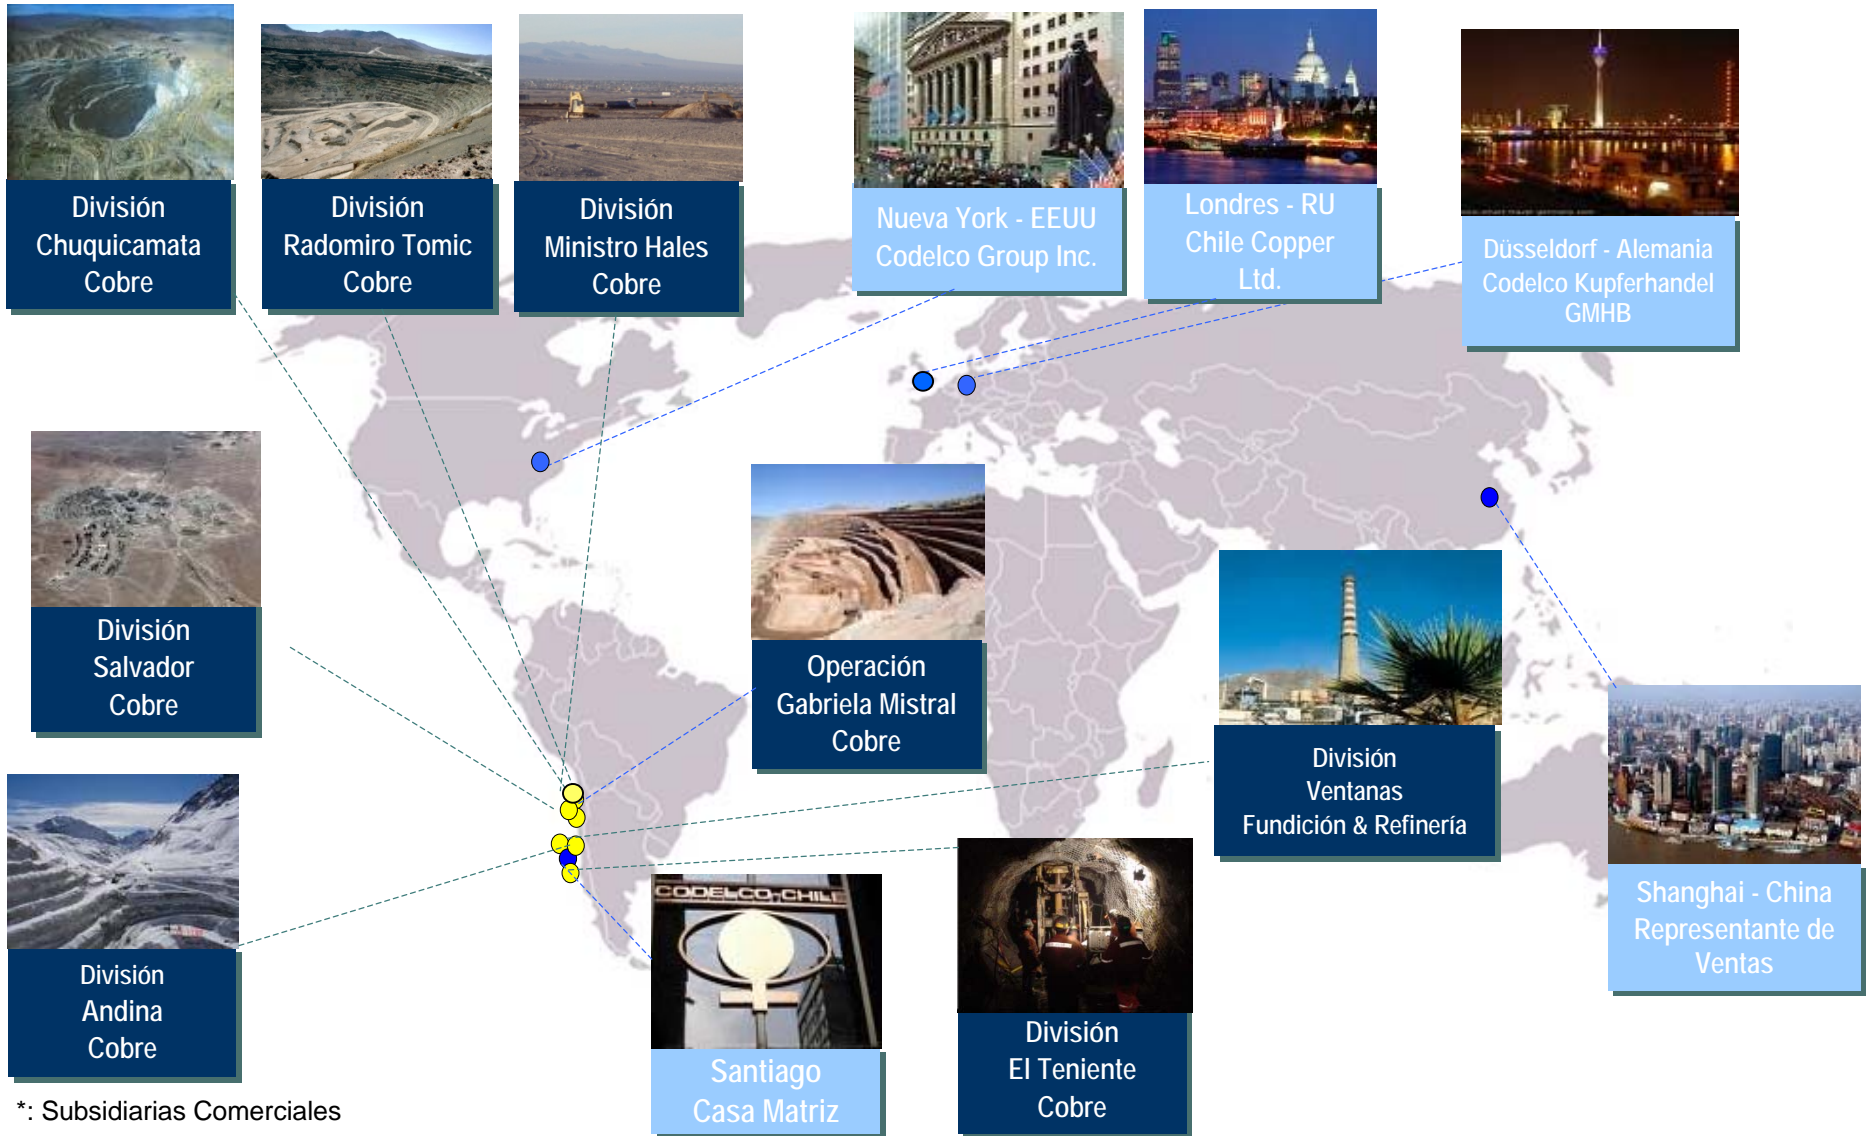 División
Chuquicamata
Cobre
División
Radomiro Tomic
Cobre
División
Ministro Hales
Cobre
Nueva York - EEUU
Codelco Group Inc.
Londres - RU
Chile Copper
Ltd.
Düsseldorf - Alemania
Codelco Kupferhandel
GMHB
División
Salvador
Cobre
Operación
Gabriela Mistral
Cobre
División
Ventanas
Fundición & Refinería
Shanghai - China
Representante de
Ventas
División
Andina
Cobre
CODELCO-CHILE
Santiago
Casa Matriz
División
El Teniente
Cobre
*: Subsidiarias Comerciales